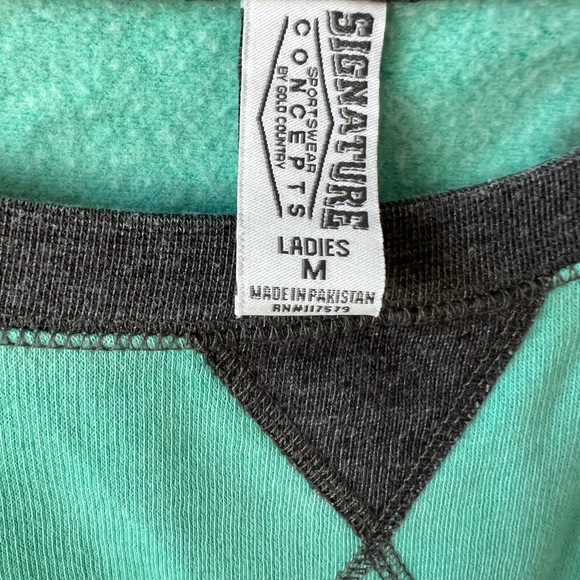 SIGNATURE
SPORTSWEAR
CONCEPTS
BY GOLD COUNTRY
LADIES
M
MADE IN PAKISTAN
RN#117579